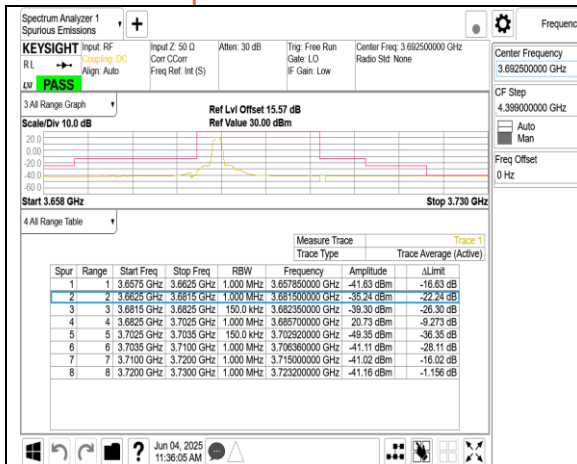 Spectrum Analyzer 1
Spurious Emissions
Frequenc
KEYSIGHT Input: RF Input Z: 50 Ω Atten: 30 dB Trig: Free Run Center Freq: 3.692500000 GHz
RL Coupling: DC Corr CCorr Gate: LO Radio Std: None
Align: Auto Freq Ref: Int (S) IF Gain: Low
LXI PASS
Center Frequency
3.692500000 GHz
CF Step
4.399000000 GHz
Auto
Man
Freq Offset
0 Hz
3 All Range Graph
Ref Lvl Offset 15.57 dB
Scale/Div 10.0 dB Ref Value 30.00 dBm
20.0
0.00
-20.0
-40.0
-60.0
Start 3.658 GHz Stop 3.730 GHz
4 All Range Table
Measure Trace Trace 1
Trace Type Trace Average (Active)
Spur Range Start Freq Stop Freq RBW Frequency Amplitude ΔLimit
1 1 3.6575 GHz 3.6625 GHz 1.000 MHz 3.657850000 GHz -41.63 dBm -16.63 dB
2 2 3.6625 GHz 3.6815 GHz 1.000 MHz 3.681500000 GHz -35.24 dBm -22.24 dB
3 3 3.6815 GHz 3.6825 GHz 150.0 kHz 3.682350000 GHz -39.30 dBm -26.30 dB
4 4 3.6825 GHz 3.7025 GHz 1.000 MHz 3.685700000 GHz 20.73 dBm -9.273 dB
5 5 3.7025 GHz 3.7035 GHz 150.0 kHz 3.702920000 GHz -49.35 dBm -36.35 dB
6 6 3.7035 GHz 3.7100 GHz 1.000 MHz 3.706360000 GHz -41.11 dBm -28.11 dB
7 7 3.7100 GHz 3.7200 GHz 1.000 MHz 3.715000000 GHz -41.02 dBm -16.02 dB
8 8 3.7200 GHz 3.7300 GHz 1.000 MHz 3.723200000 GHz -41.16 dBm -1.156 dB
Jun 04, 2025
11:36:05 AM